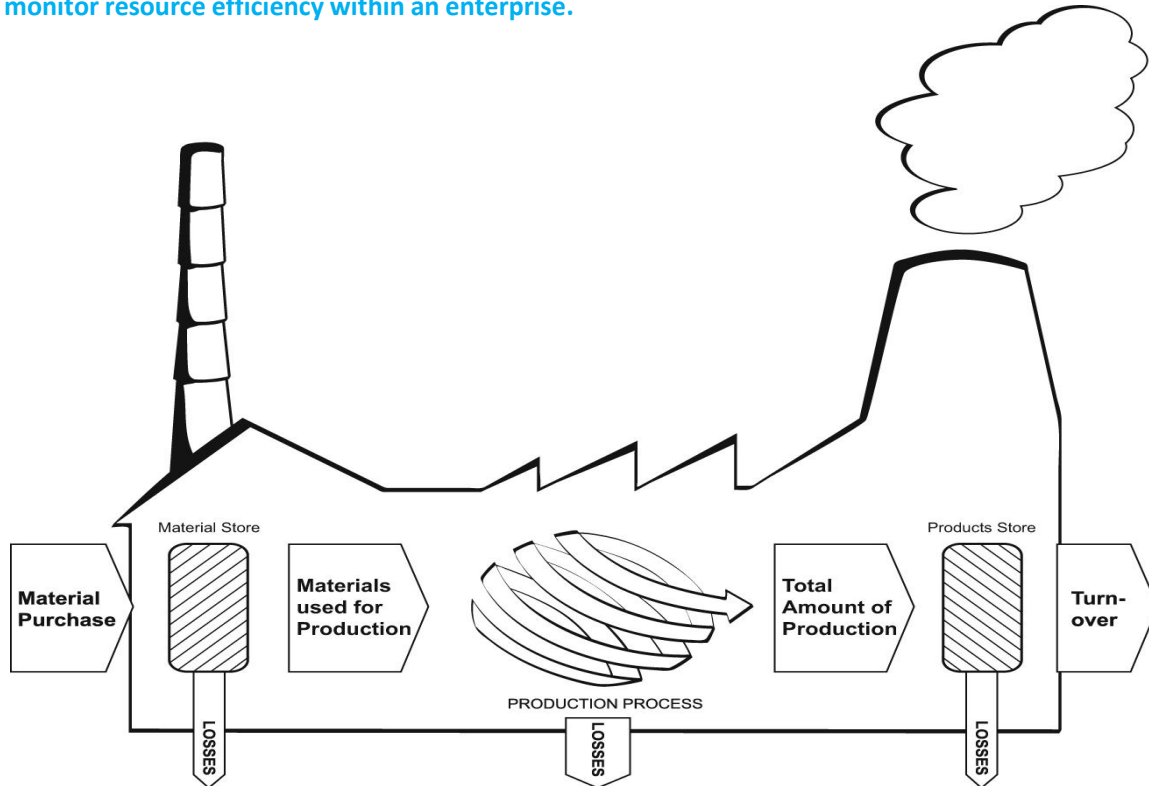 monitor resource efficiency within an enterprise.
Material Store
Products Store
Material
Purchase
Materials
used for
Production
Total
Amount of
Production
Turn-
over
PRODUCTION PROCESS
LOSSES
LOSSES
LOSSES